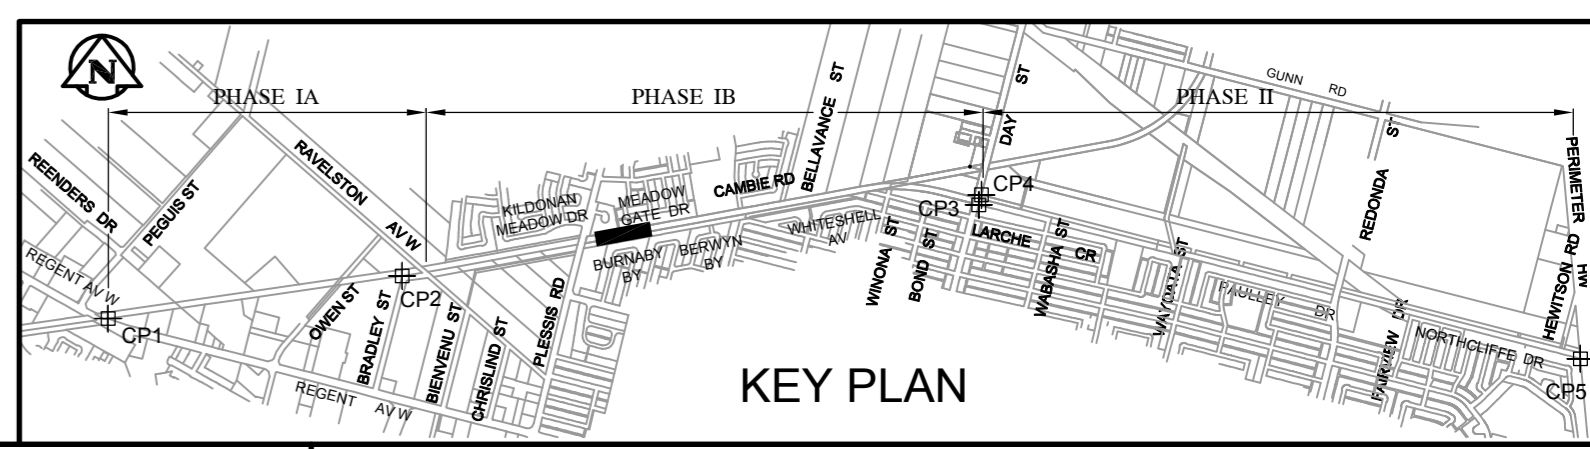 N
PHASE IA
PHASE IB
PHASE II
GUNN RD
REENDERS DR
PEGUIS ST
RAVELSTON AV W
KILDONAN
MEADOW DR
MEADOW
GATE DR
CAMBIE RD
BELLAVANCE ST
DAY ST
REDONDA ST
PERIMETER HW
HEWITSON RD
REGENT AV W
CP1
OWEN ST
BRADLEY ST
CP2
BIENVENU ST
CHRISLIND ST
PLESSIS RD
BURNABY
BY
BERWYN
BY
WHITESHELL
AV
WINONA ST
BOND ST
CP3
CP4
LARCHE CR
WABASHA ST
WAYDATA ST
PAULLEY DR
FAIRVIEW DR
NORTHCLIFFE DR
CP5
REGENT AV W
KEY PLAN